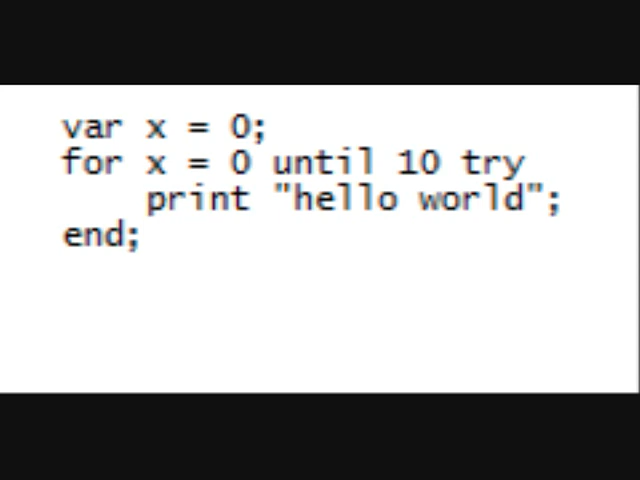 var x = 0;
for x = 0 until 10 try
    print "hello world";
end;